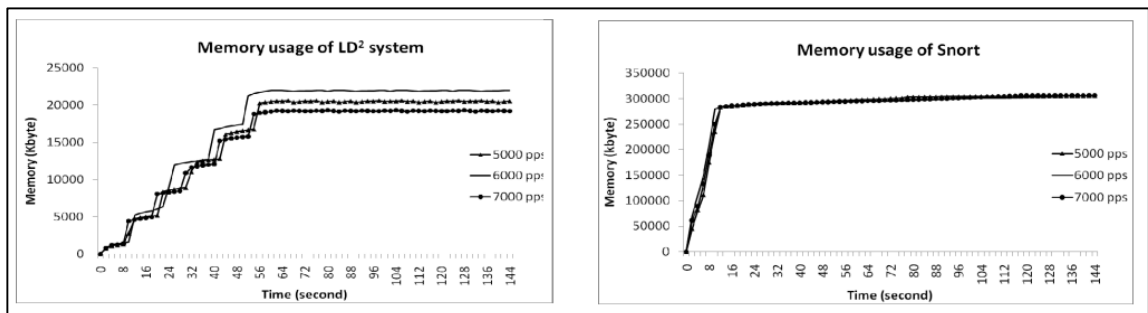 Memory usage of LD² system
25000
20000
15000
10000
5000
0
Memory (Kbyte)
0 8 16 24 32 40 48 56 64 72 80 88 96 104 112 120 128 136 144
Time (second)
5000 pps
6000 pps
7000 pps
Memory usage of Snort
350000
300000
250000
200000
150000
100000
50000
0
Memory (Kbyte)
0 8 16 24 32 40 48 56 64 72 80 88 96 104 112 120 128 136 144
Time (second)
5000 pps
6000 pps
7000 pps